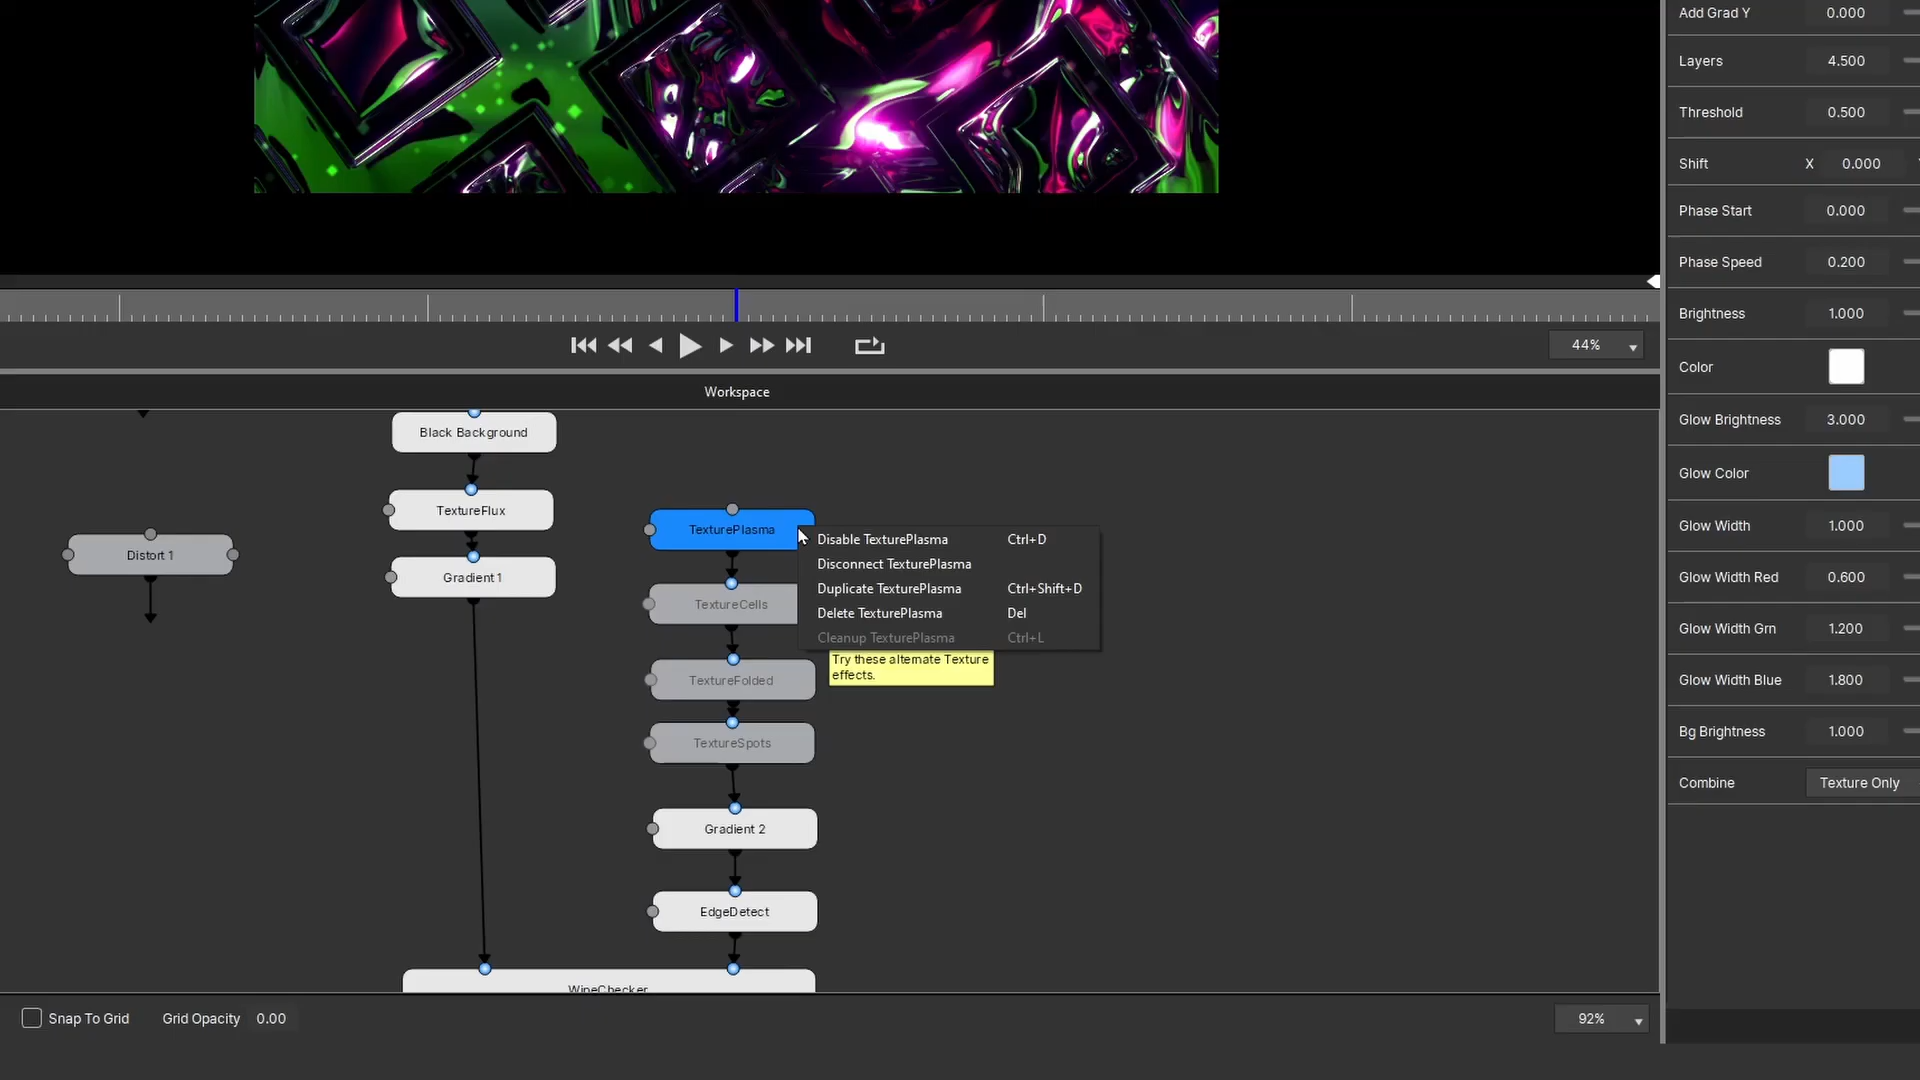 Add Grad Y 0.000
Layers 4.500
Threshold 0.500
Shift X 0.000
Phase Start 0.000
Phase Speed 0.200
Brightness 1.000
Color
Glow Brightness 3.000
Glow Color
Glow Width 1.000
Glow Width Red 0.600
Glow Width Grn 1.200
Glow Width Blue 1.800
Bg Brightness 1.000
Combine Texture Only
44%
Workspace
Black Background
TextureFlux
Gradient 1
Distort 1
TexturePlasma
TextureCells
TextureFolded
TextureSpots
Gradient 2
EdgeDetect
WipeChecker
Disable TexturePlasma Ctrl+D
Disconnect TexturePlasma
Duplicate TexturePlasma Ctrl+Shift+D
Delete TexturePlasma Del
Cleanup TexturePlasma Ctrl+L
Try these alternate Texture
effects.
Snap To Grid Grid Opacity 0.00
92%